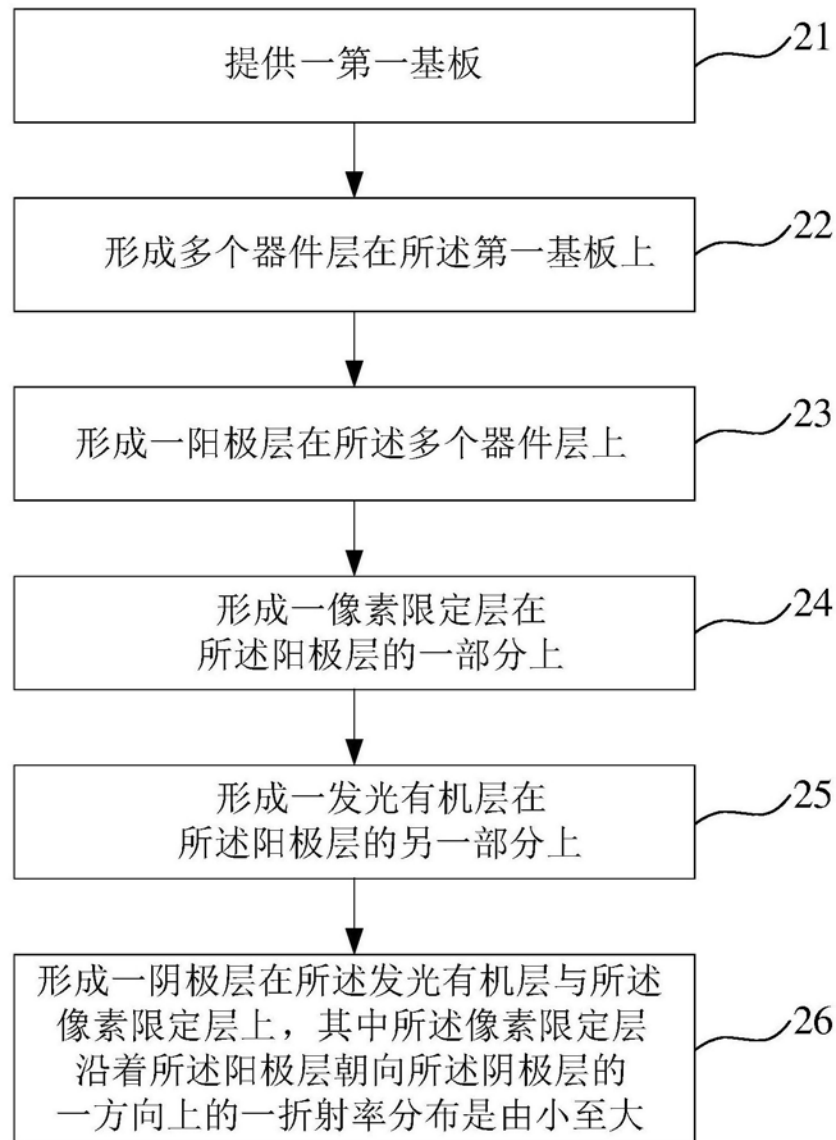 提供一第一基板
21
形成多个器件层在所述第一基板上
22
形成一阳极层在所述多个器件层上
23
形成一像素限定层在
所述阳极层的一部分上
24
形成一发光有机层在
所述阳极层的另一部分上
25
形成一阴极层在所述发光有机层与所述
像素限定层上，其中所述像素限定层
沿着所述阳极层朝向所述阴极层的
一方向上的一折射率分布是由小至大
26